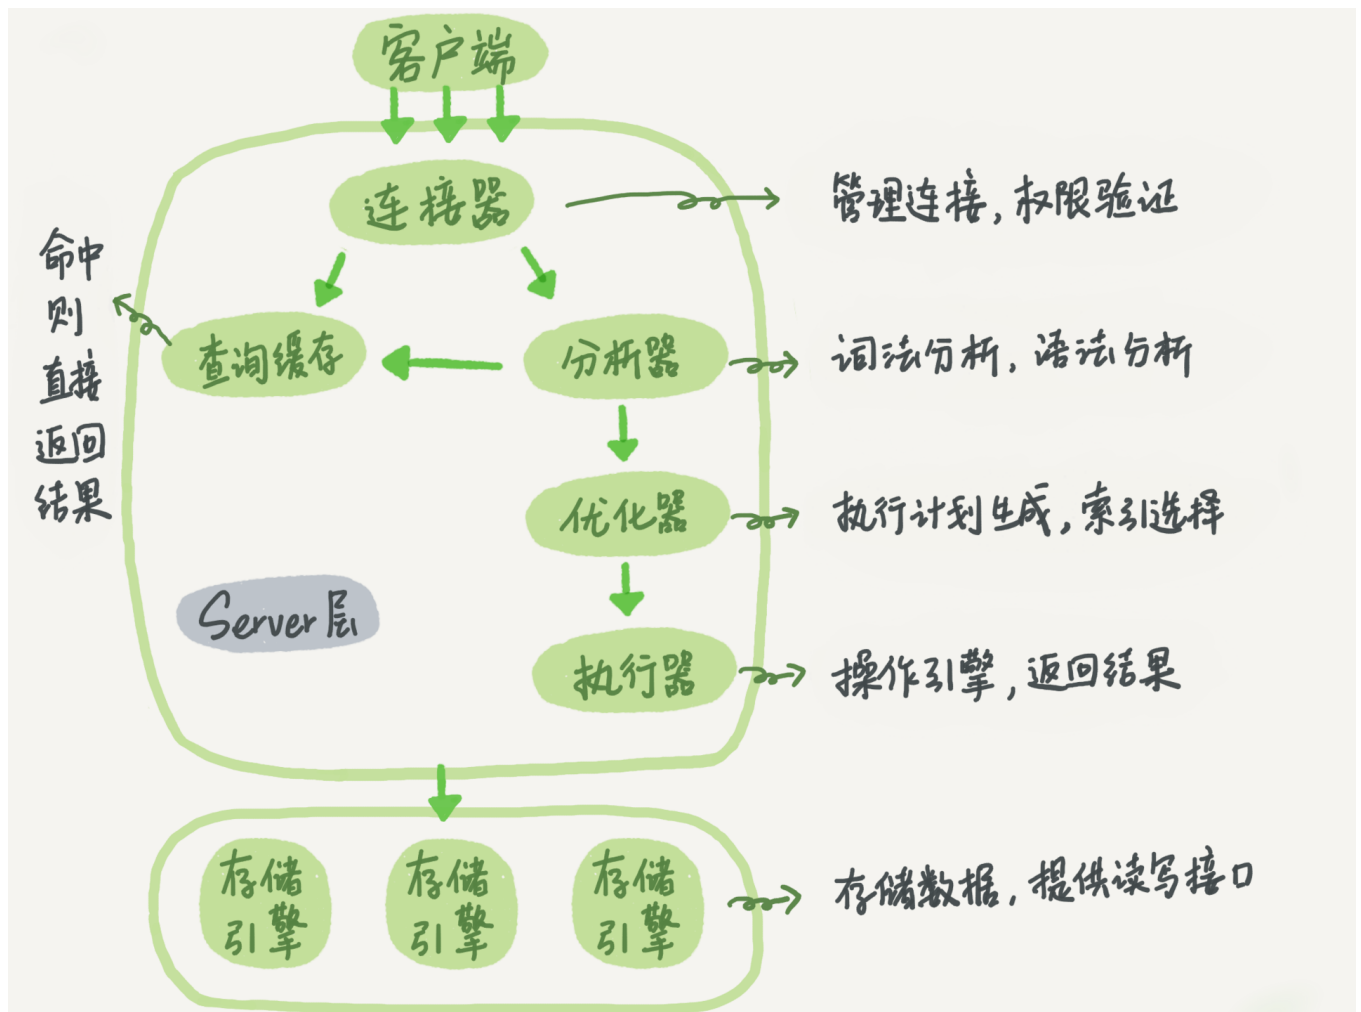 客户端
连接器
管理连接，权限验证
命中
则
直接
返回
结果
查询缓存
分析器
词法分析，语法分析
优化器
执行计划生成，索引选择
Server层
执行器
操作引擎，返回结果
存储
引擎
存储
引擎
存储
引擎
存储数据，提供读写接口